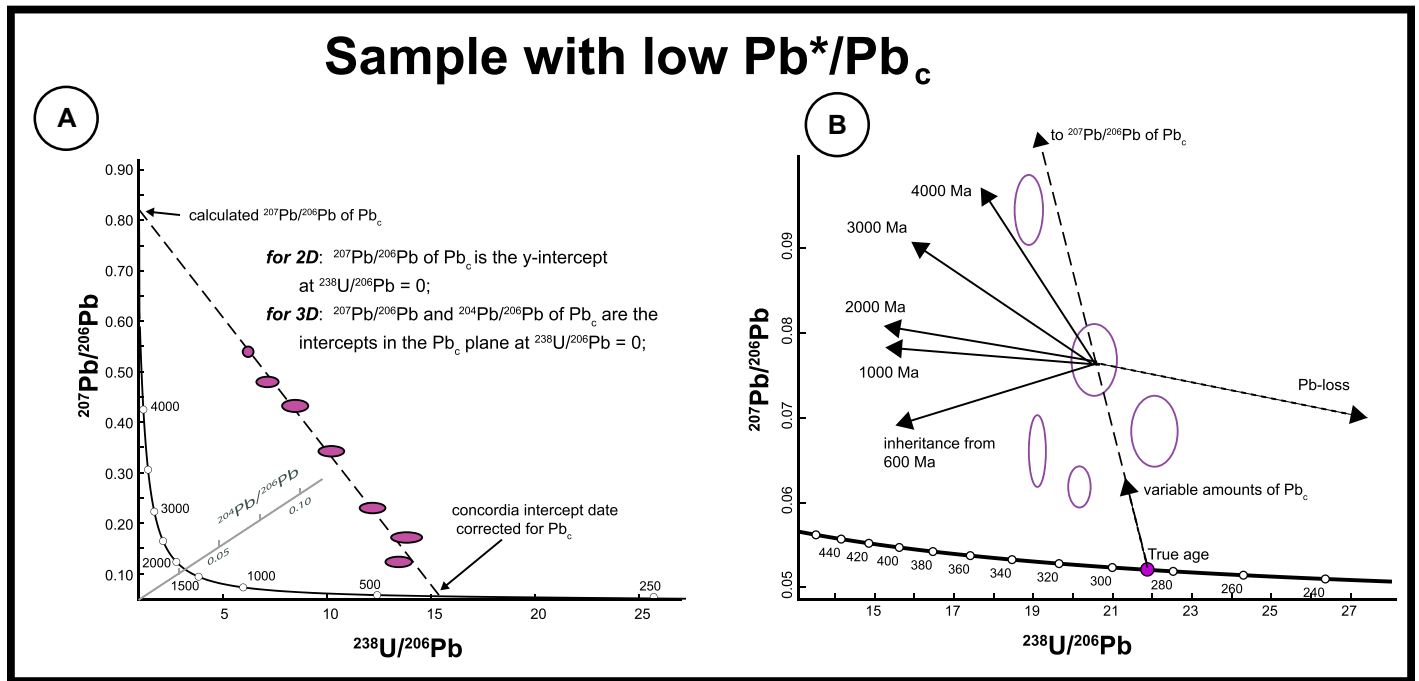 Sample with low Pb*/Pbc
A
0.90
0.80
0.70
0.60
0.50
0.40
0.30
0.20
0.10
207Pb/206Pb
calculated 207Pb/206Pb of Pbc
for 2D: 207Pb/206Pb of Pbc is the y-intercept
at 238U/206Pb = 0;
for 3D: 207Pb/206Pb and 204Pb/206Pb of Pbc are the
intercepts in the Pbc plane at 238U/206Pb = 0;
4000
3000
2000
1500
1000
500
250
204Pb/206Pb
0.05
0.10
concordia intercept date
corrected for Pbc
5
10
15
20
25
238U/206Pb
B
to 207Pb/206Pb of Pbc
4000 Ma
3000 Ma
2000 Ma
1000 Ma
inheritance from
600 Ma
Pb-loss
variable amounts of Pbc
True age
0.09
0.08
0.07
0.06
0.05
207Pb/206Pb
440
420
400
380
360
340
320
300
280
260
240
15
17
19
21
23
25
27
238U/206Pb